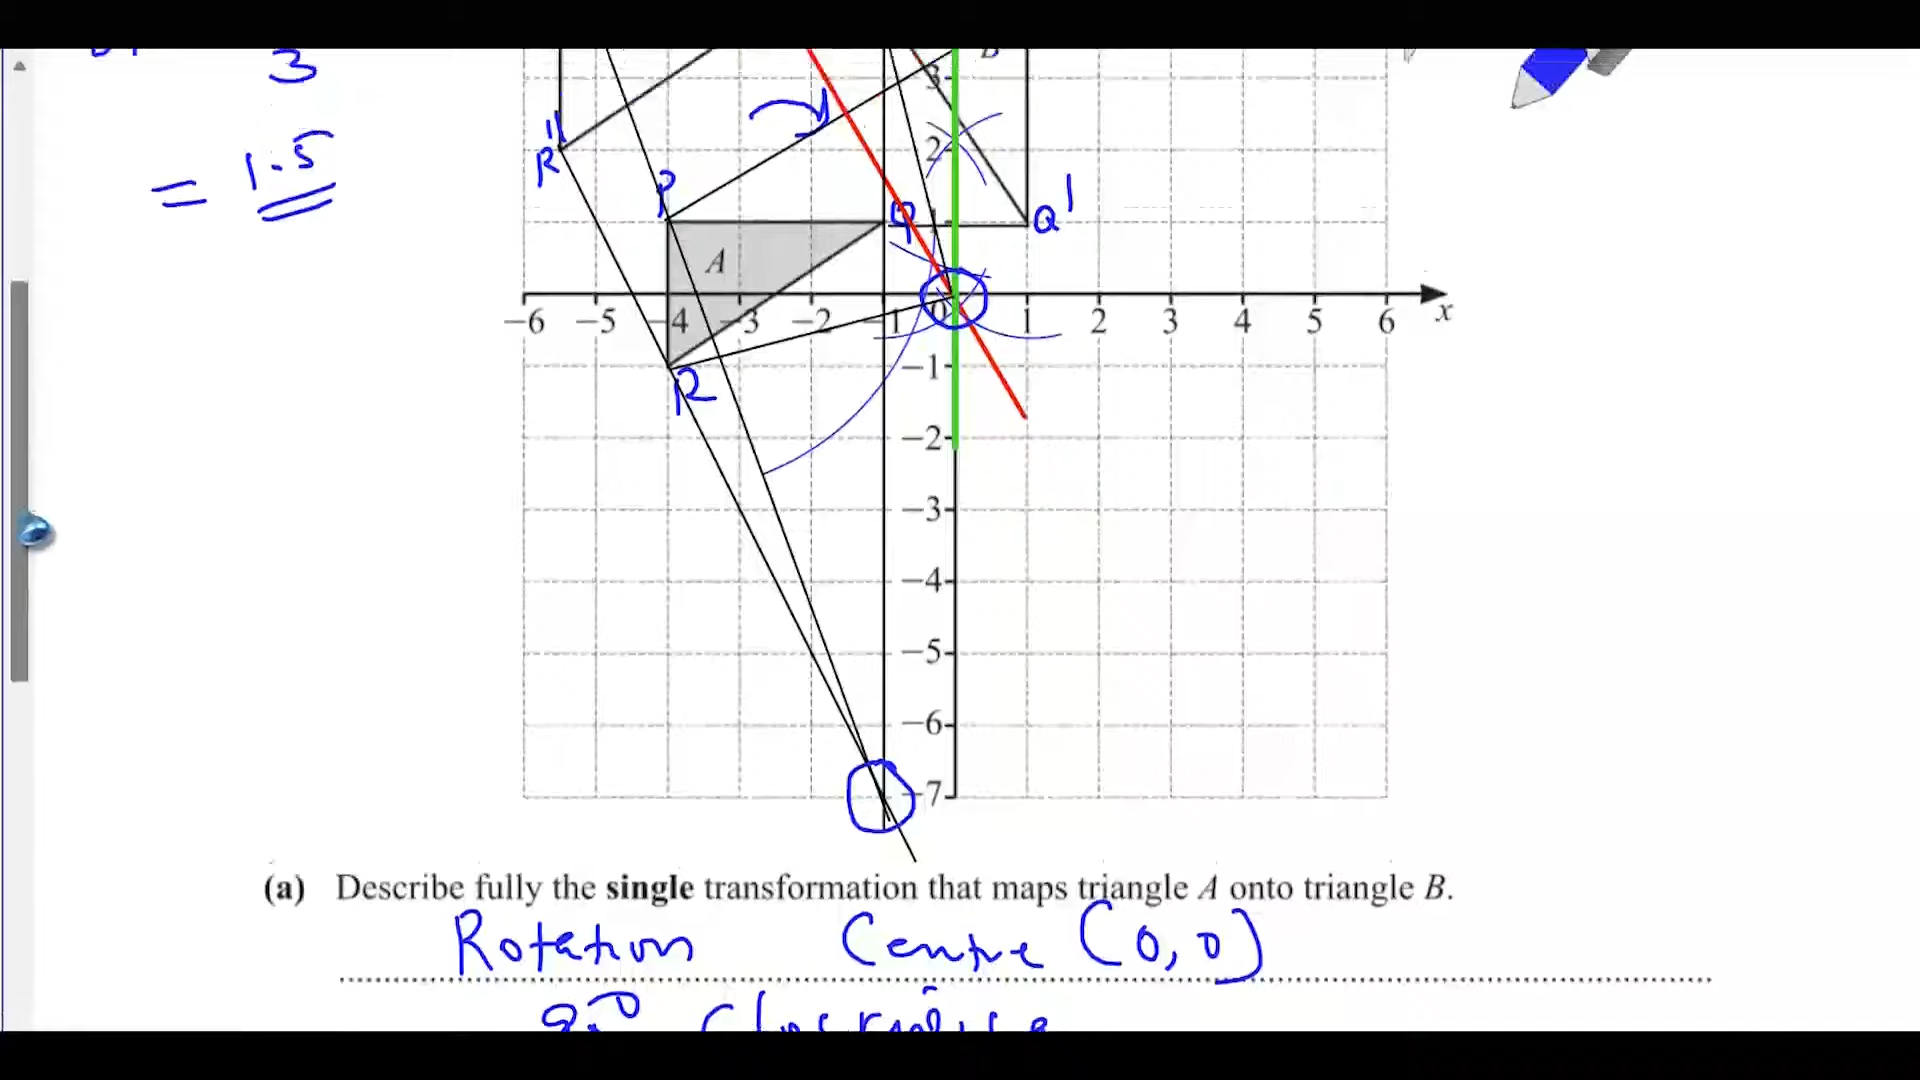 3
= 1.5
3
R"
P
2
Q
1
Q'
A
-6 -5 -4 -3 -2 -1 0 1 2 3 4 5 6 x
R
-1
-2
-3
-4
-5
-6
-7
(a) Describe fully the single transformation that maps triangle A onto triangle B.
Rotation Centre (0,0)
90° Clockwise